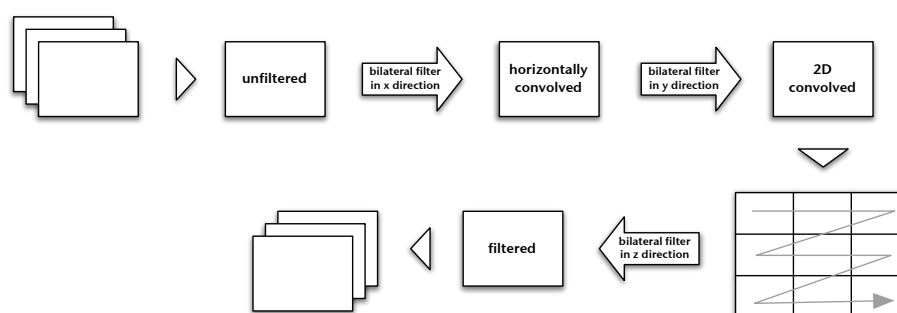 unfiltered
bilateral filter
in x direction
horizontally
convolved
bilateral filter
in y direction
2D
convolved
filtered
bilateral filter
in z direction